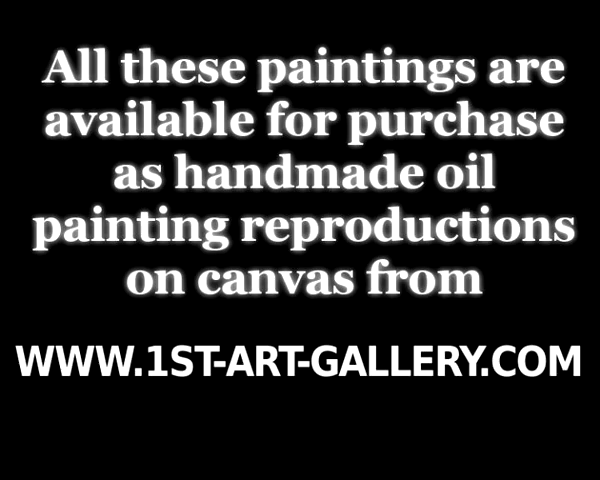 All these paintings are
available for purchase
as handmade oil
painting reproductions
on canvas from
WWW.1ST-ART-GALLERY.COM